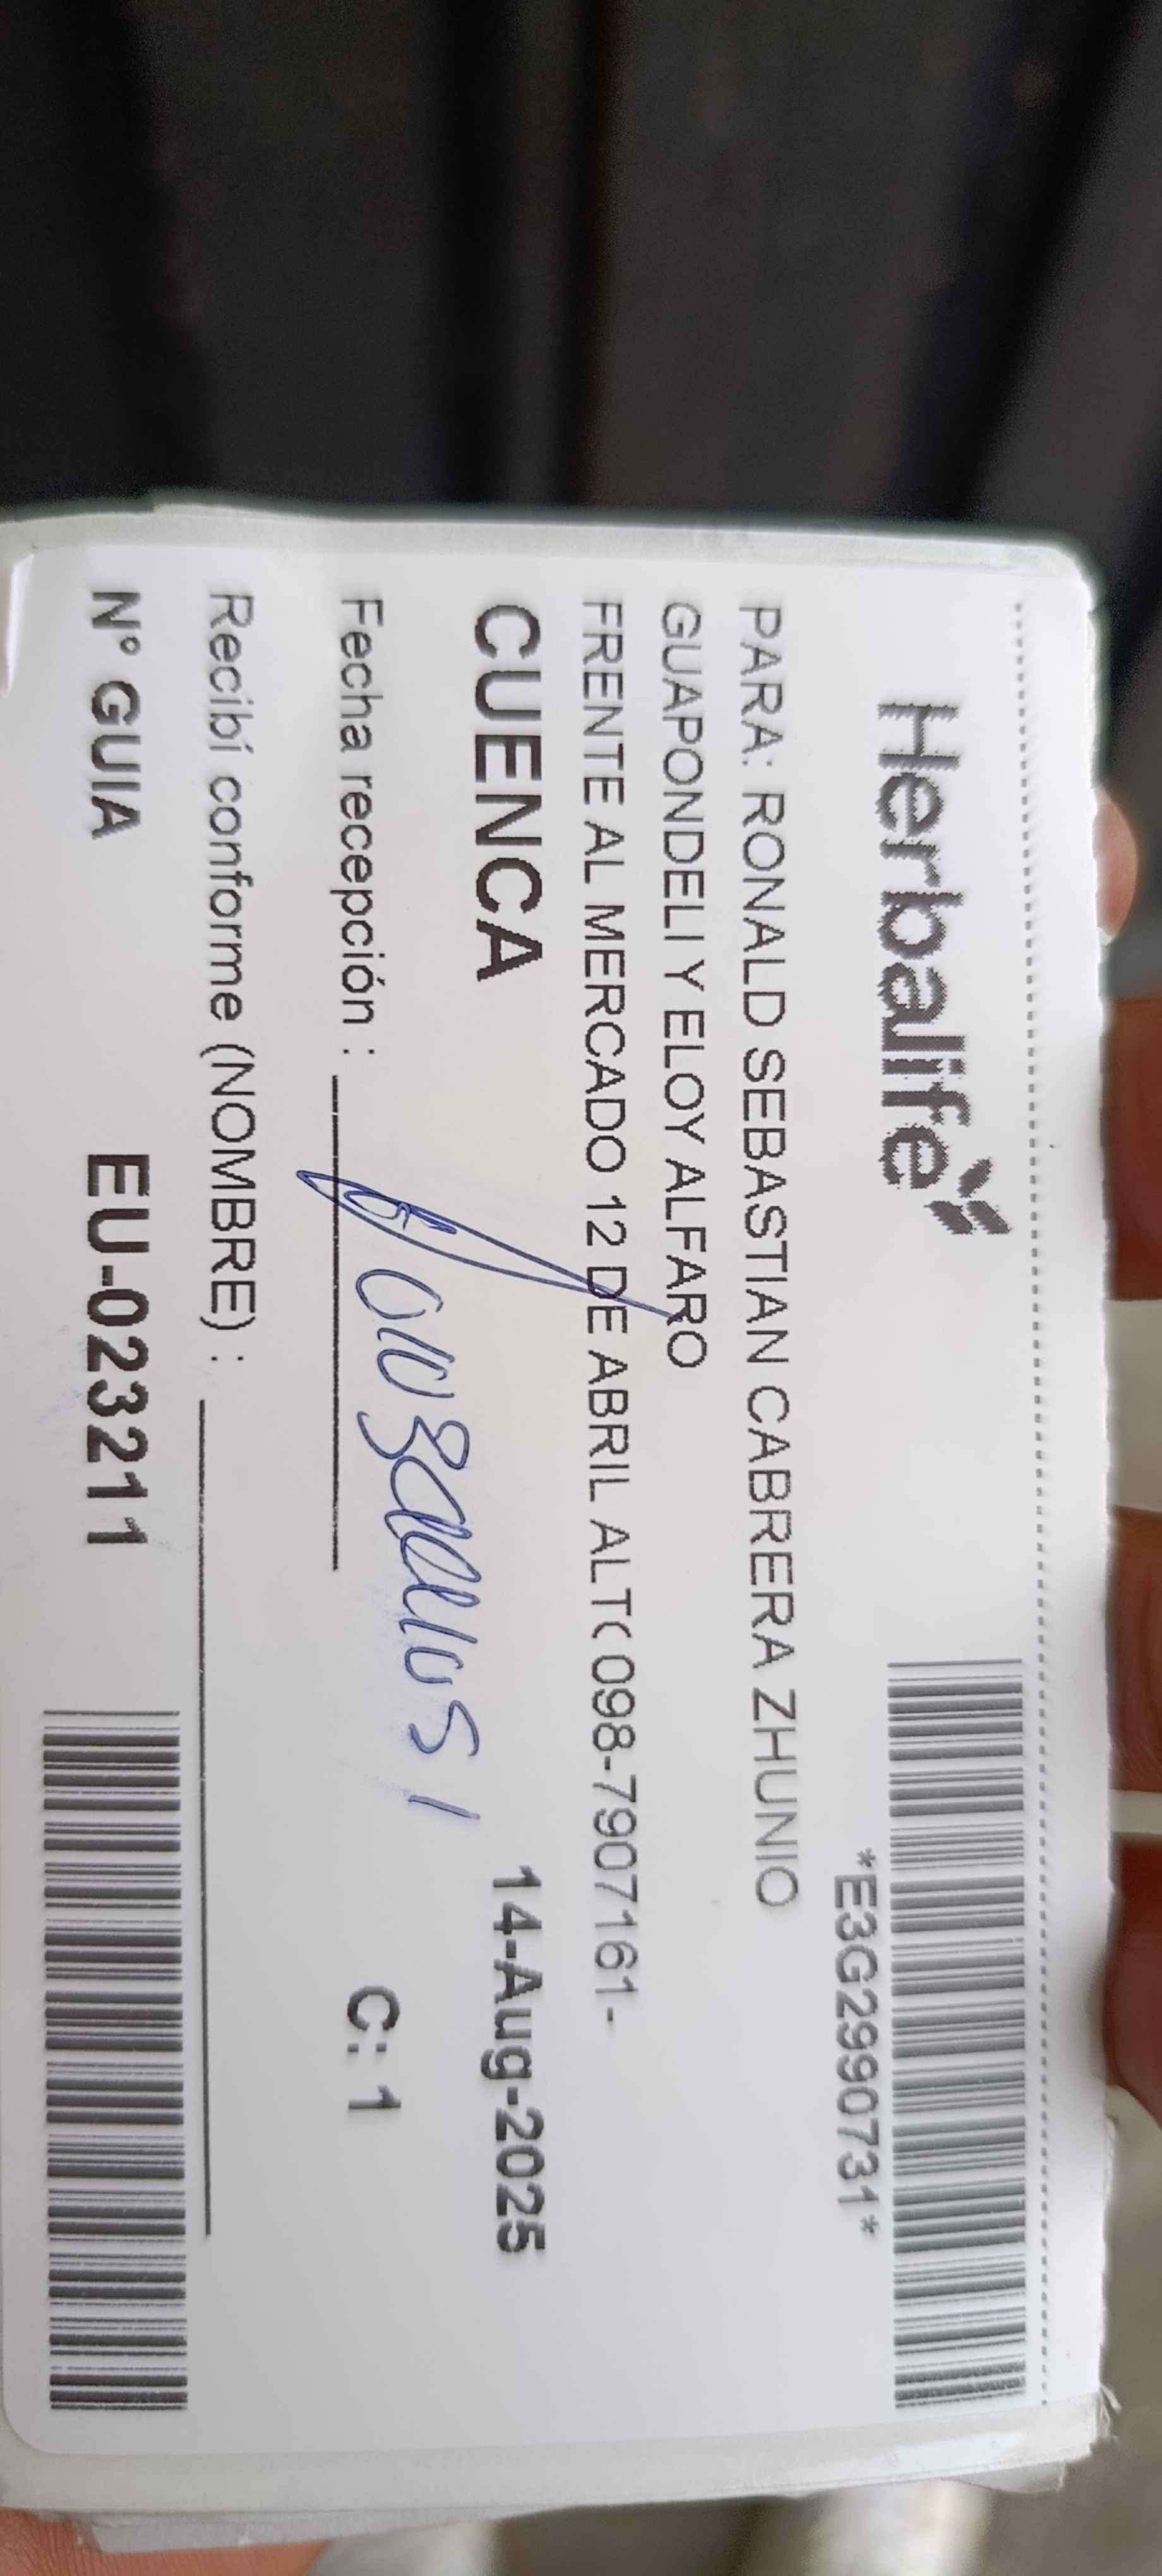 Herbalife
*E3G2990731*
PARA: RONALD SEBASTIAN CABRERA ZHUNIO
GUAPONDELI Y ELOY ALFARO
FRENTE AL MERCADO 12 DE ABRIL ALT( 098-7907161-
CUENCA 14-Aug-2025
Fecha recepción : C: 1
Recibí conforme (NOMBRE) :
N° GUIA EU-023211